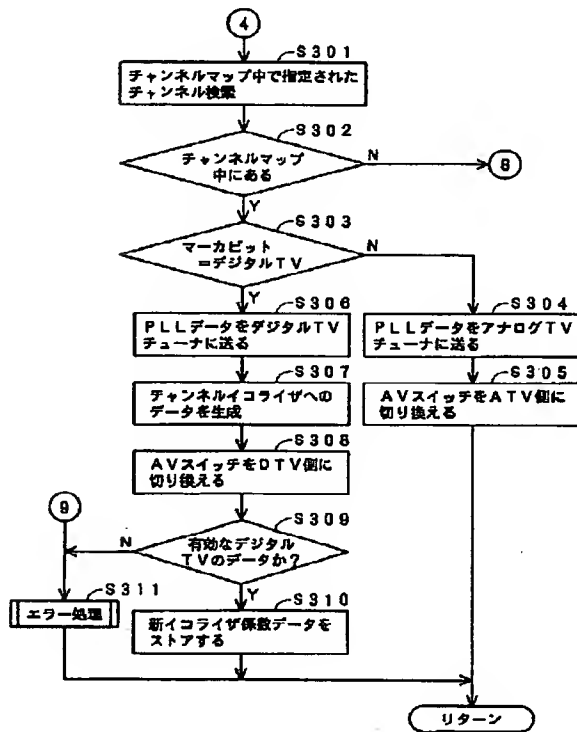 4
S301
チャンネルマップ中で指定された
チャンネル検索
S302
チャンネルマップ
中にある
N
8
Y
S303
マーカビット
=デジタルTV
N
Y
S306
PLLデータをデジタルTV
チューナに送る
S304
PLLデータをアナログTV
チューナに送る
S307
チャンネルイコライザへの
データを生成
S305
AVスイッチをATV側に
切り換える
S308
AVスイッチをDTV側に
切り換える
9
S309
有効なデジタル
TVのデータか?
N
Y
S311
エラー処理
S310
新イコライザ係数データを
ストアする
リターン